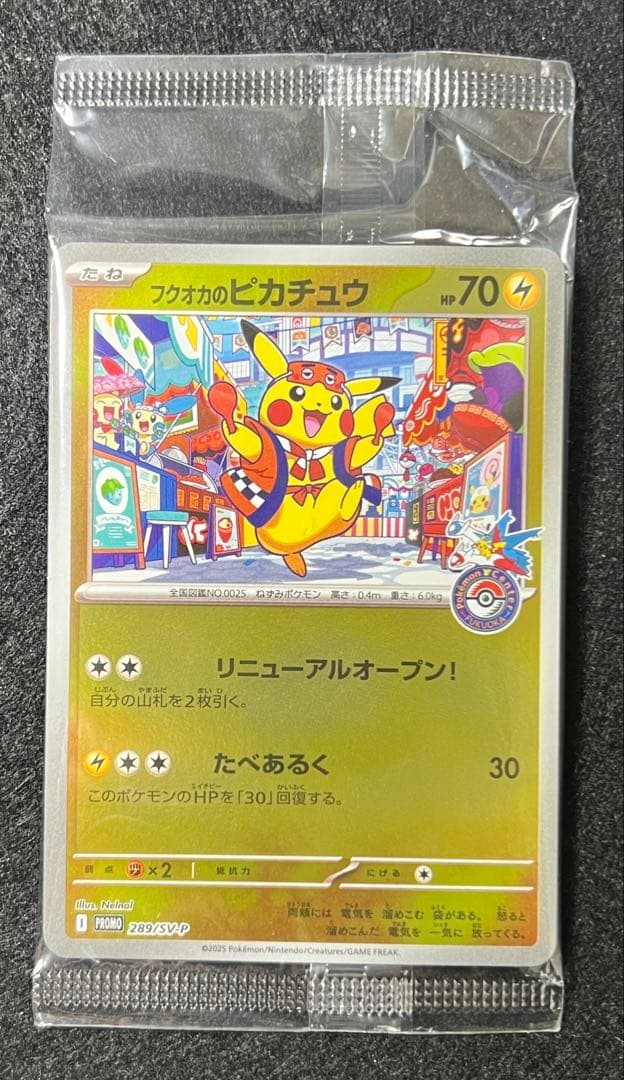 たね
フクオカのピカチュウ
HP 70
Pokémon Center
FUKUOKA
全国図鑑NO.0025 ねずみポケモン 高さ:0.4m 重さ:6.0kg
リニューアルオープン!
自分の山札を2枚引く。
たべあるく 30
このポケモンのHPを「30」回復する。
弱点 ×2 抵抗力 にげる
Illus. Nelnal
I PROMO 289/SV-P
両頬には 電気を 溜めこむ 袋がある。 怒ると
溜めこんだ 電気を 一気に 放ってくる。
©2025 Pokémon/Nintendo/Creatures/GAME FREAK.